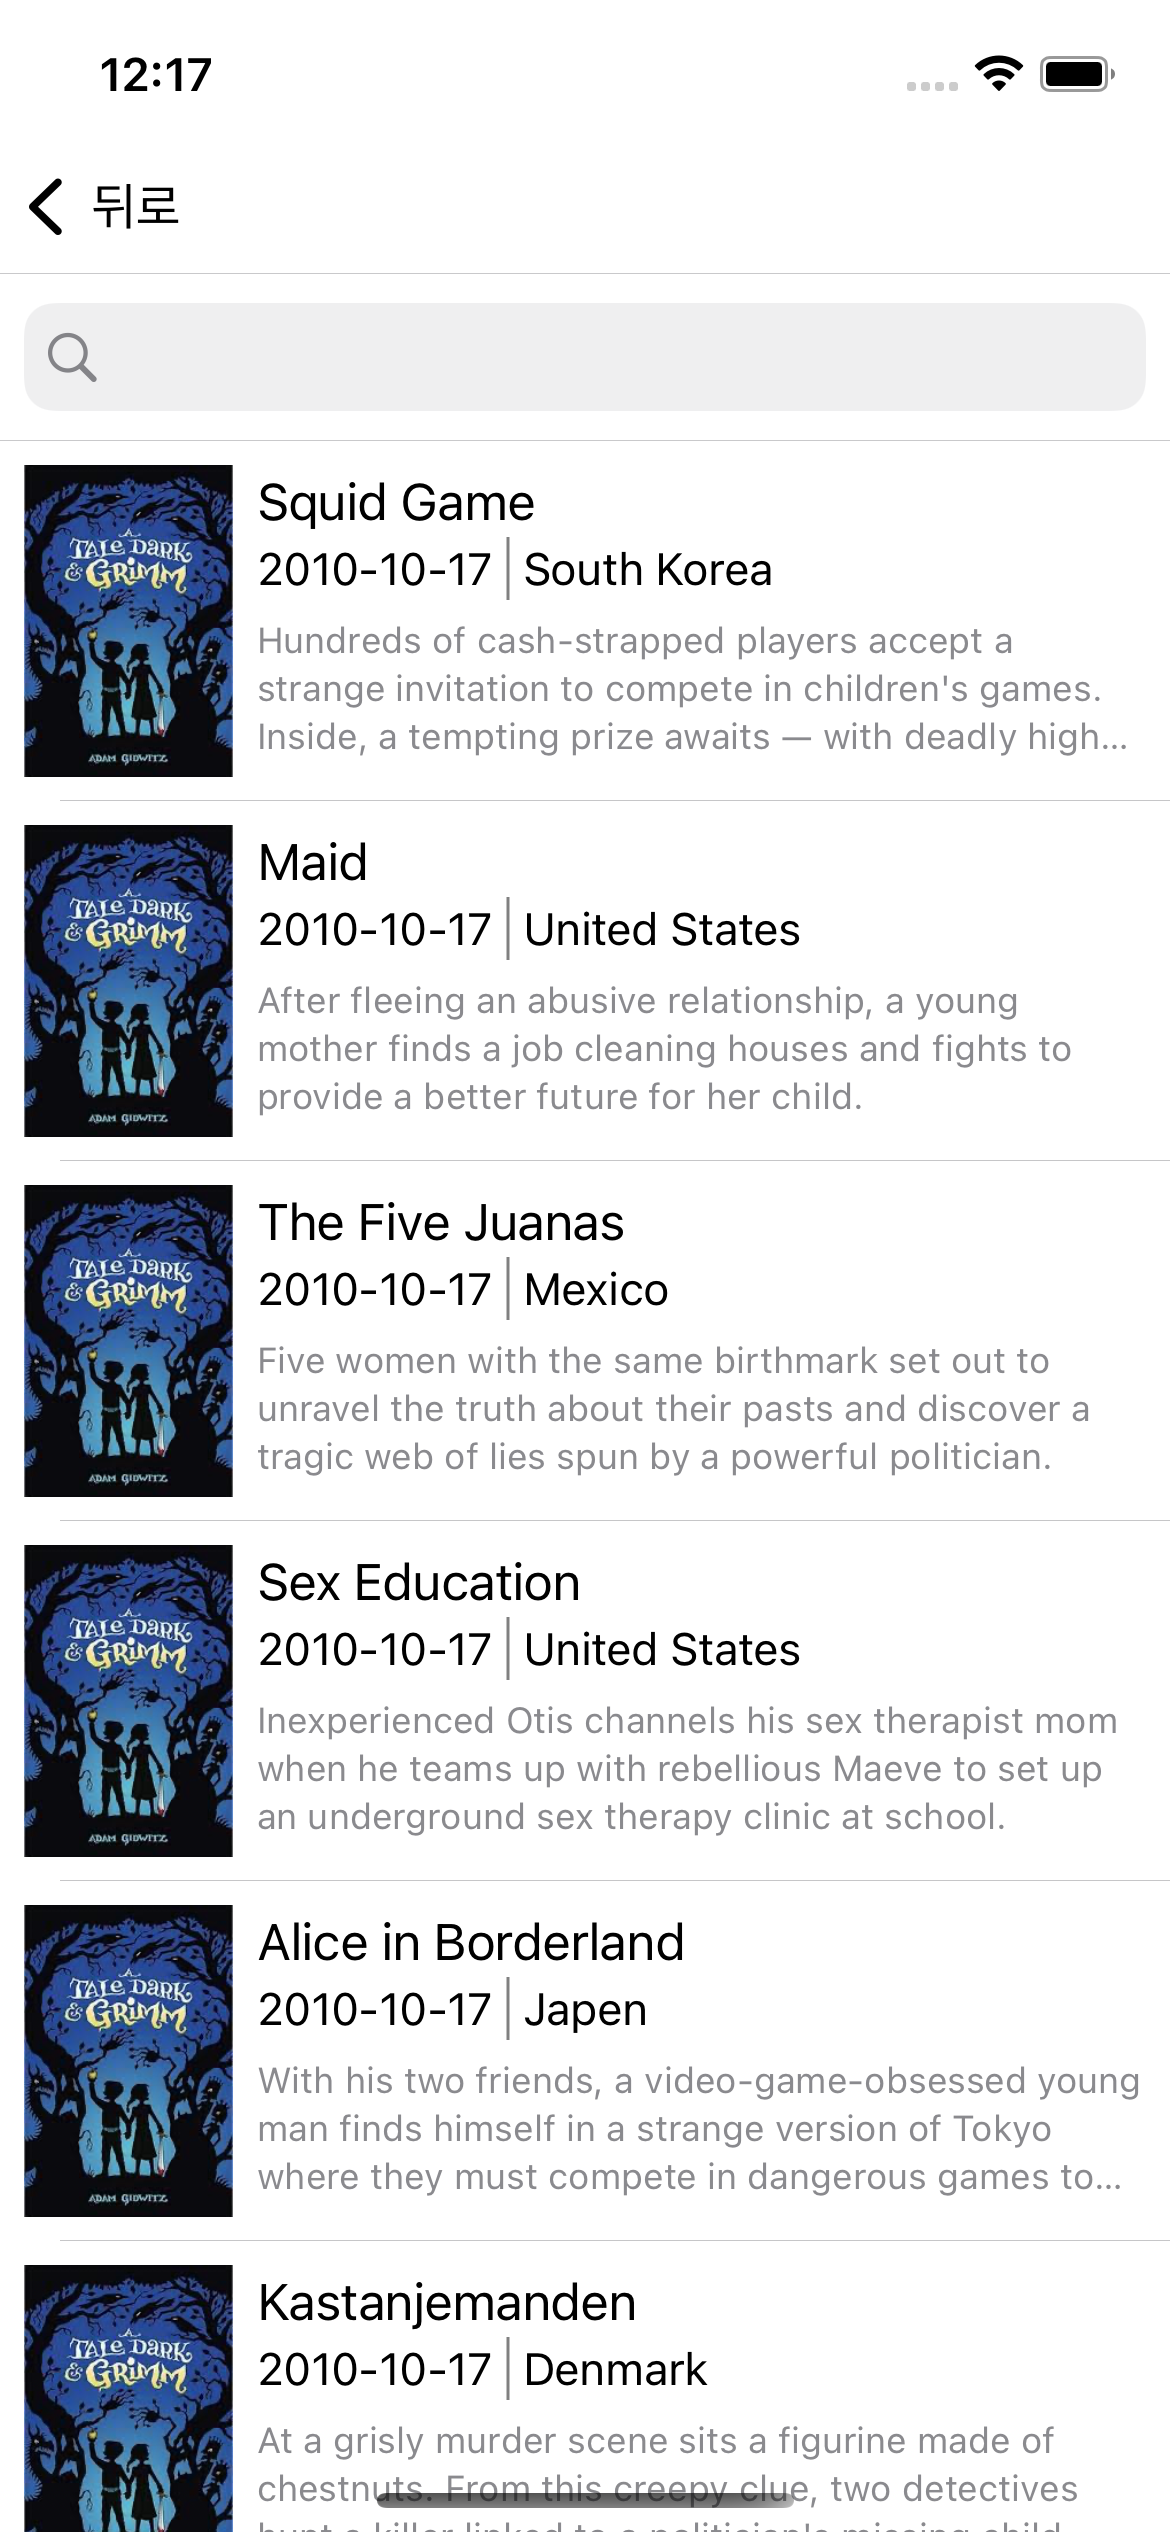 12:17
뒤로
A
TALE DARK
& GRIMM
ADAM GIDWITZ
Squid Game
2010-10-17 | South Korea
Hundreds of cash-strapped players accept a
strange invitation to compete in children's games.
Inside, a tempting prize awaits — with deadly high...
A
TALE DARK
& GRIMM
ADAM GIDWITZ
Maid
2010-10-17 | United States
After fleeing an abusive relationship, a young
mother finds a job cleaning houses and fights to
provide a better future for her child.
A
TALE DARK
& GRIMM
ADAM GIDWITZ
The Five Juanas
2010-10-17 | Mexico
Five women with the same birthmark set out to
unravel the truth about their pasts and discover a
tragic web of lies spun by a powerful politician.
A
TALE DARK
& GRIMM
ADAM GIDWITZ
Sex Education
2010-10-17 | United States
Inexperienced Otis channels his sex therapist mom
when he teams up with rebellious Maeve to set up
an underground sex therapy clinic at school.
A
TALE DARK
& GRIMM
ADAM GIDWITZ
Alice in Borderland
2010-10-17 | Japen
With his two friends, a video-game-obsessed young
man finds himself in a strange version of Tokyo
where they must compete in dangerous games to...
A
TALE DARK
& GRIMM
Kastanjemanden
2010-10-17 | Denmark
At a grisly murder scene sits a figurine made of
chestnuts. From this creepy clue, two detectives
hunt a killer linked to a politician's missing child